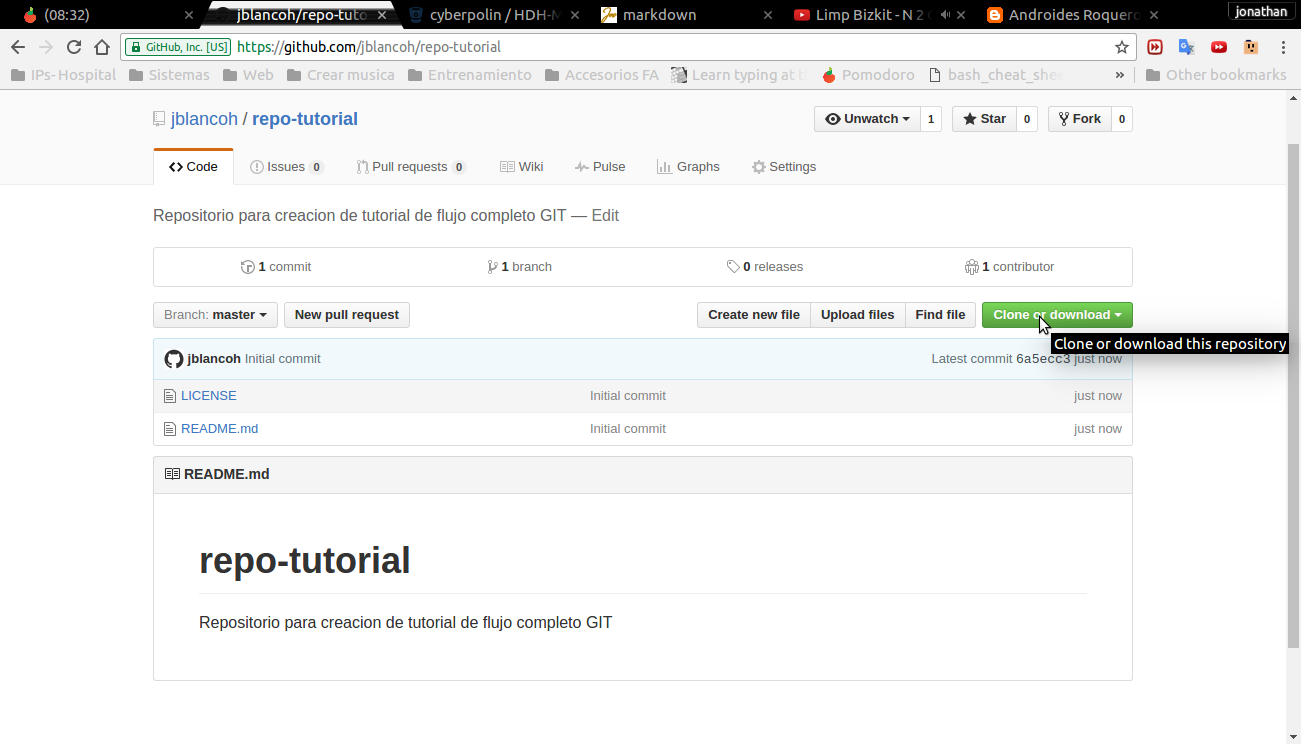 (08:32) jblancoh/repo-tuto cyberpolin / HDH-M markdown Limp Bizkit - N 2 Androides Roquero jonathan
GitHub, Inc. [US] https://github.com/jblancoh/repo-tutorial
IPs-Hospital Sistemas Web Crear musica Entrenamiento Accesorios FA Learn typing at t Pomodoro bash_cheat_shee » Other bookmarks
jblancoh / repo-tutorial Unwatch 1 Star 0 Fork 0
Code Issues 0 Pull requests 0 Wiki Pulse Graphs Settings
Repositorio para creacion de tutorial de flujo completo GIT — Edit
1 commit 1 branch 0 releases 1 contributor
Branch: master New pull request Create new file Upload files Find file Clone or download
Clone or download this repository
jblancoh Initial commit Latest commit 6a5ecc3 just now
LICENSE Initial commit just now
README.md Initial commit just now
README.md
repo-tutorial
Repositorio para creacion de tutorial de flujo completo GIT